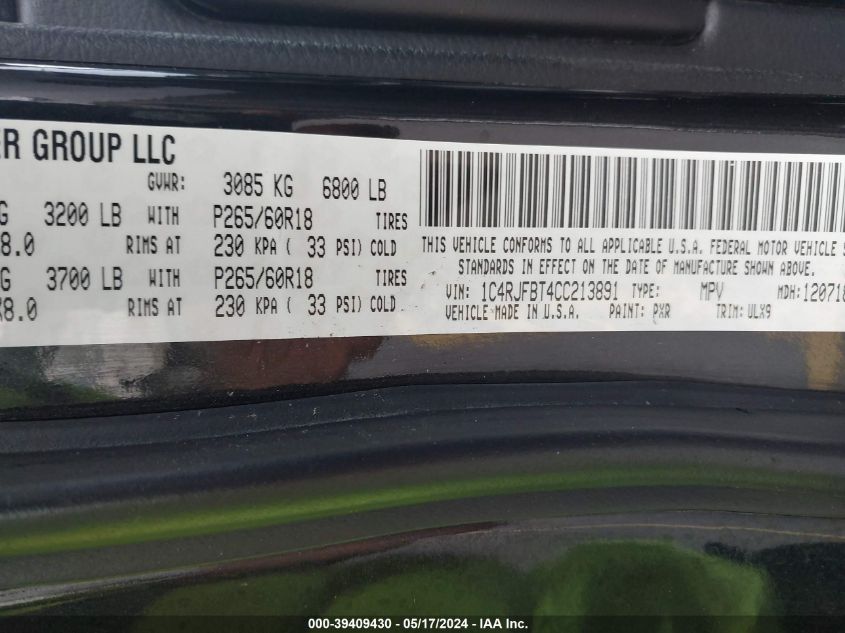 ER GROUP LLC
GVWR: 3085 KG 6800 LB
G 3200 LB WITH P265/60R18 TIRES
8.0 RIMS AT 230 KPA ( 33 PSI) COLD
G 3700 LB WITH P265/60R18 TIRES
X8.0 RIMS AT 230 KPA ( 33 PSI) COLD
THIS VEHICLE CONFORMS TO ALL APPLICABLE U.S.A. FEDERAL MOTOR VEHICLE S
STANDARDS IN EFFECT ON THE DATE OF MANUFACTURE SHOWN ABOVE.
VIN: 1C4RJFBT4CC213891 TYPE: MPV MDH: 120718
VEHICLE MADE IN U.S.A. PAINT: PXR TRIM: ULX9
000-39409430 - 05/17/2024 - IAA Inc.